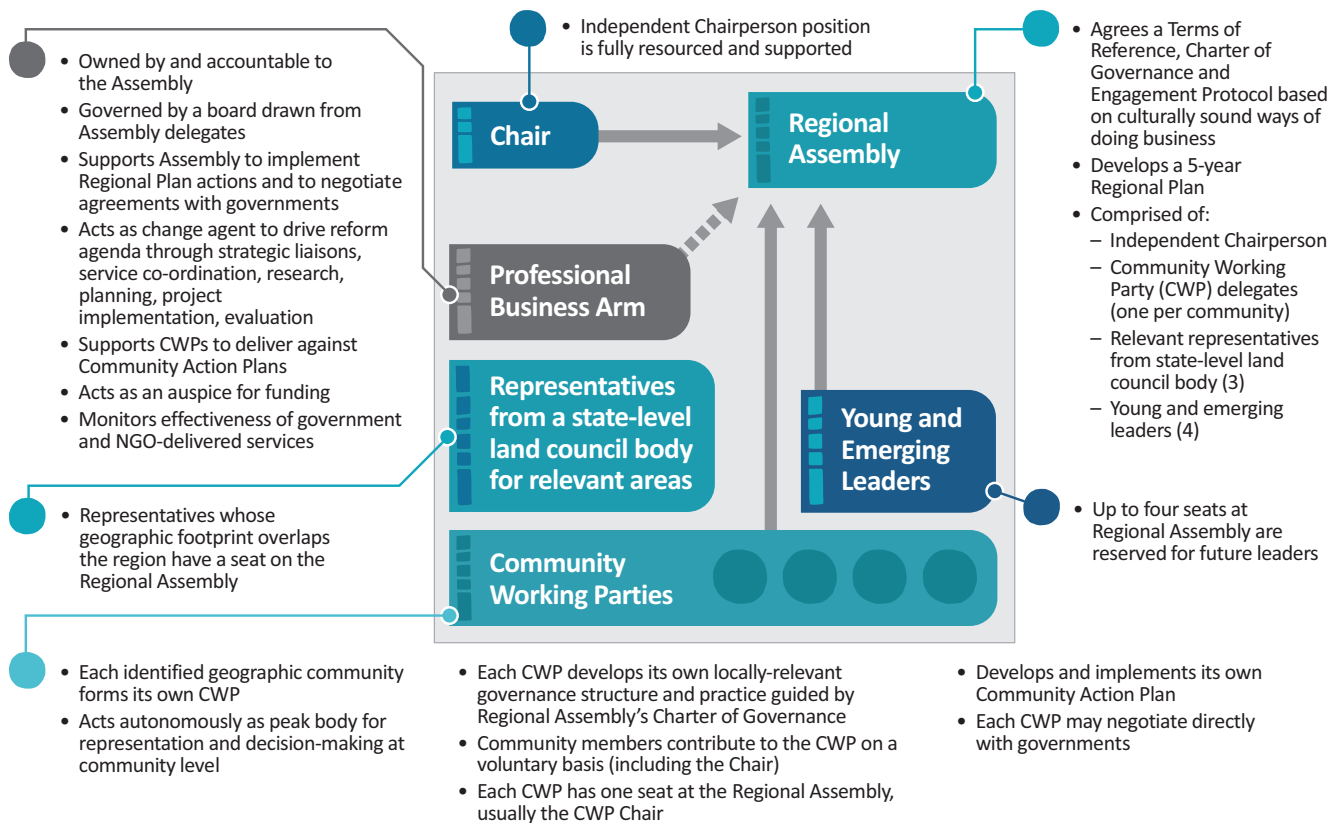 • Independent Chairperson position
is fully resourced and supported
• Owned by and accountable to
the Assembly
• Governed by a board drawn from
Assembly delegates
• Supports Assembly to implement
Regional Plan actions and to negotiate
agreements with governments
• Acts as change agent to drive reform
agenda through strategic liaisons,
service co-ordination, research,
planning, project
implementation, evaluation
• Supports CWPs to deliver against
Community Action Plans
• Acts as an auspice for funding
• Monitors effectiveness of government
and NGO-delivered services
• Representatives whose
geographic footprint overlaps
the region have a seat on the
Regional Assembly
Chair
Regional
Assembly
Professional
Business Arm
Representatives
from a state-level
land council body
for relevant areas
Young and
Emerging
Leaders
Community
Working Parties
• Agrees a Terms of
Reference, Charter of
Governance and
Engagement Protocol based
on culturally sound ways of
doing business
• Develops a 5-year
Regional Plan
• Comprised of:
– Independent Chairperson
– Community Working
Party (CWP) delegates
(one per community)
– Relevant representatives
from state-level land
council body (3)
– Young and emerging
leaders (4)
• Up to four seats at
Regional Assembly are
reserved for future leaders
• Each identified geographic community
forms its own CWP
• Acts autonomously as peak body for
representation and decision-making at
community level
• Each CWP develops its own locally-relevant
governance structure and practice guided by
Regional Assembly's Charter of Governance
• Community members contribute to the CWP on a
voluntary basis (including the Chair)
• Each CWP has one seat at the Regional Assembly,
usually the CWP Chair
• Develops and implements its own
Community Action Plan
• Each CWP may negotiate directly
with governments